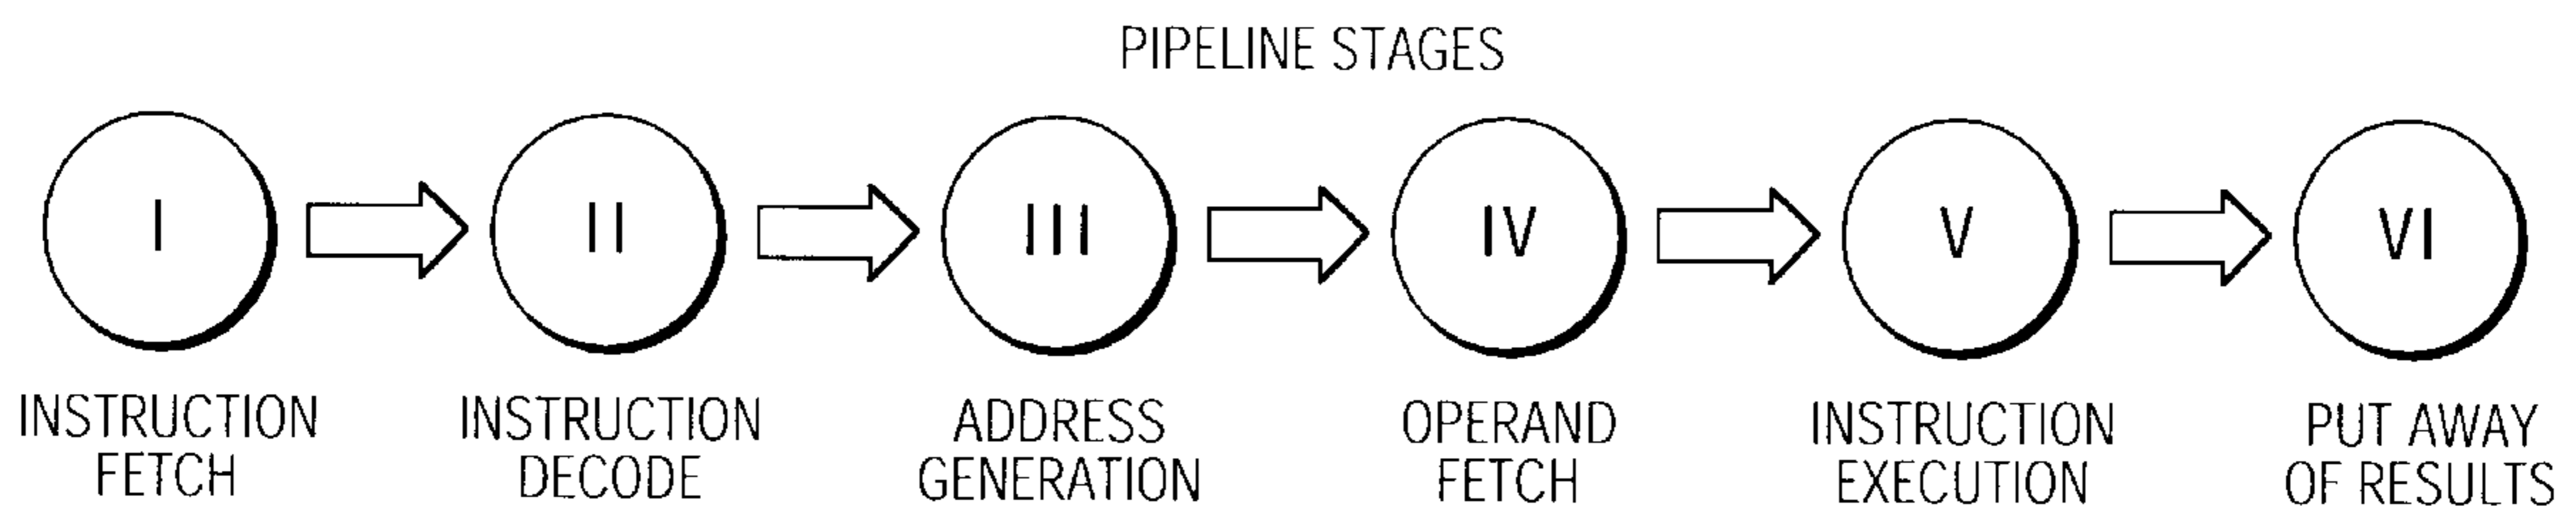 PIPELINE STAGES
I II III IV V VI
INSTRUCTION FETCH
INSTRUCTION DECODE
ADDRESS GENERATION
OPERAND FETCH
INSTRUCTION EXECUTION
PUT AWAY OF RESULTS